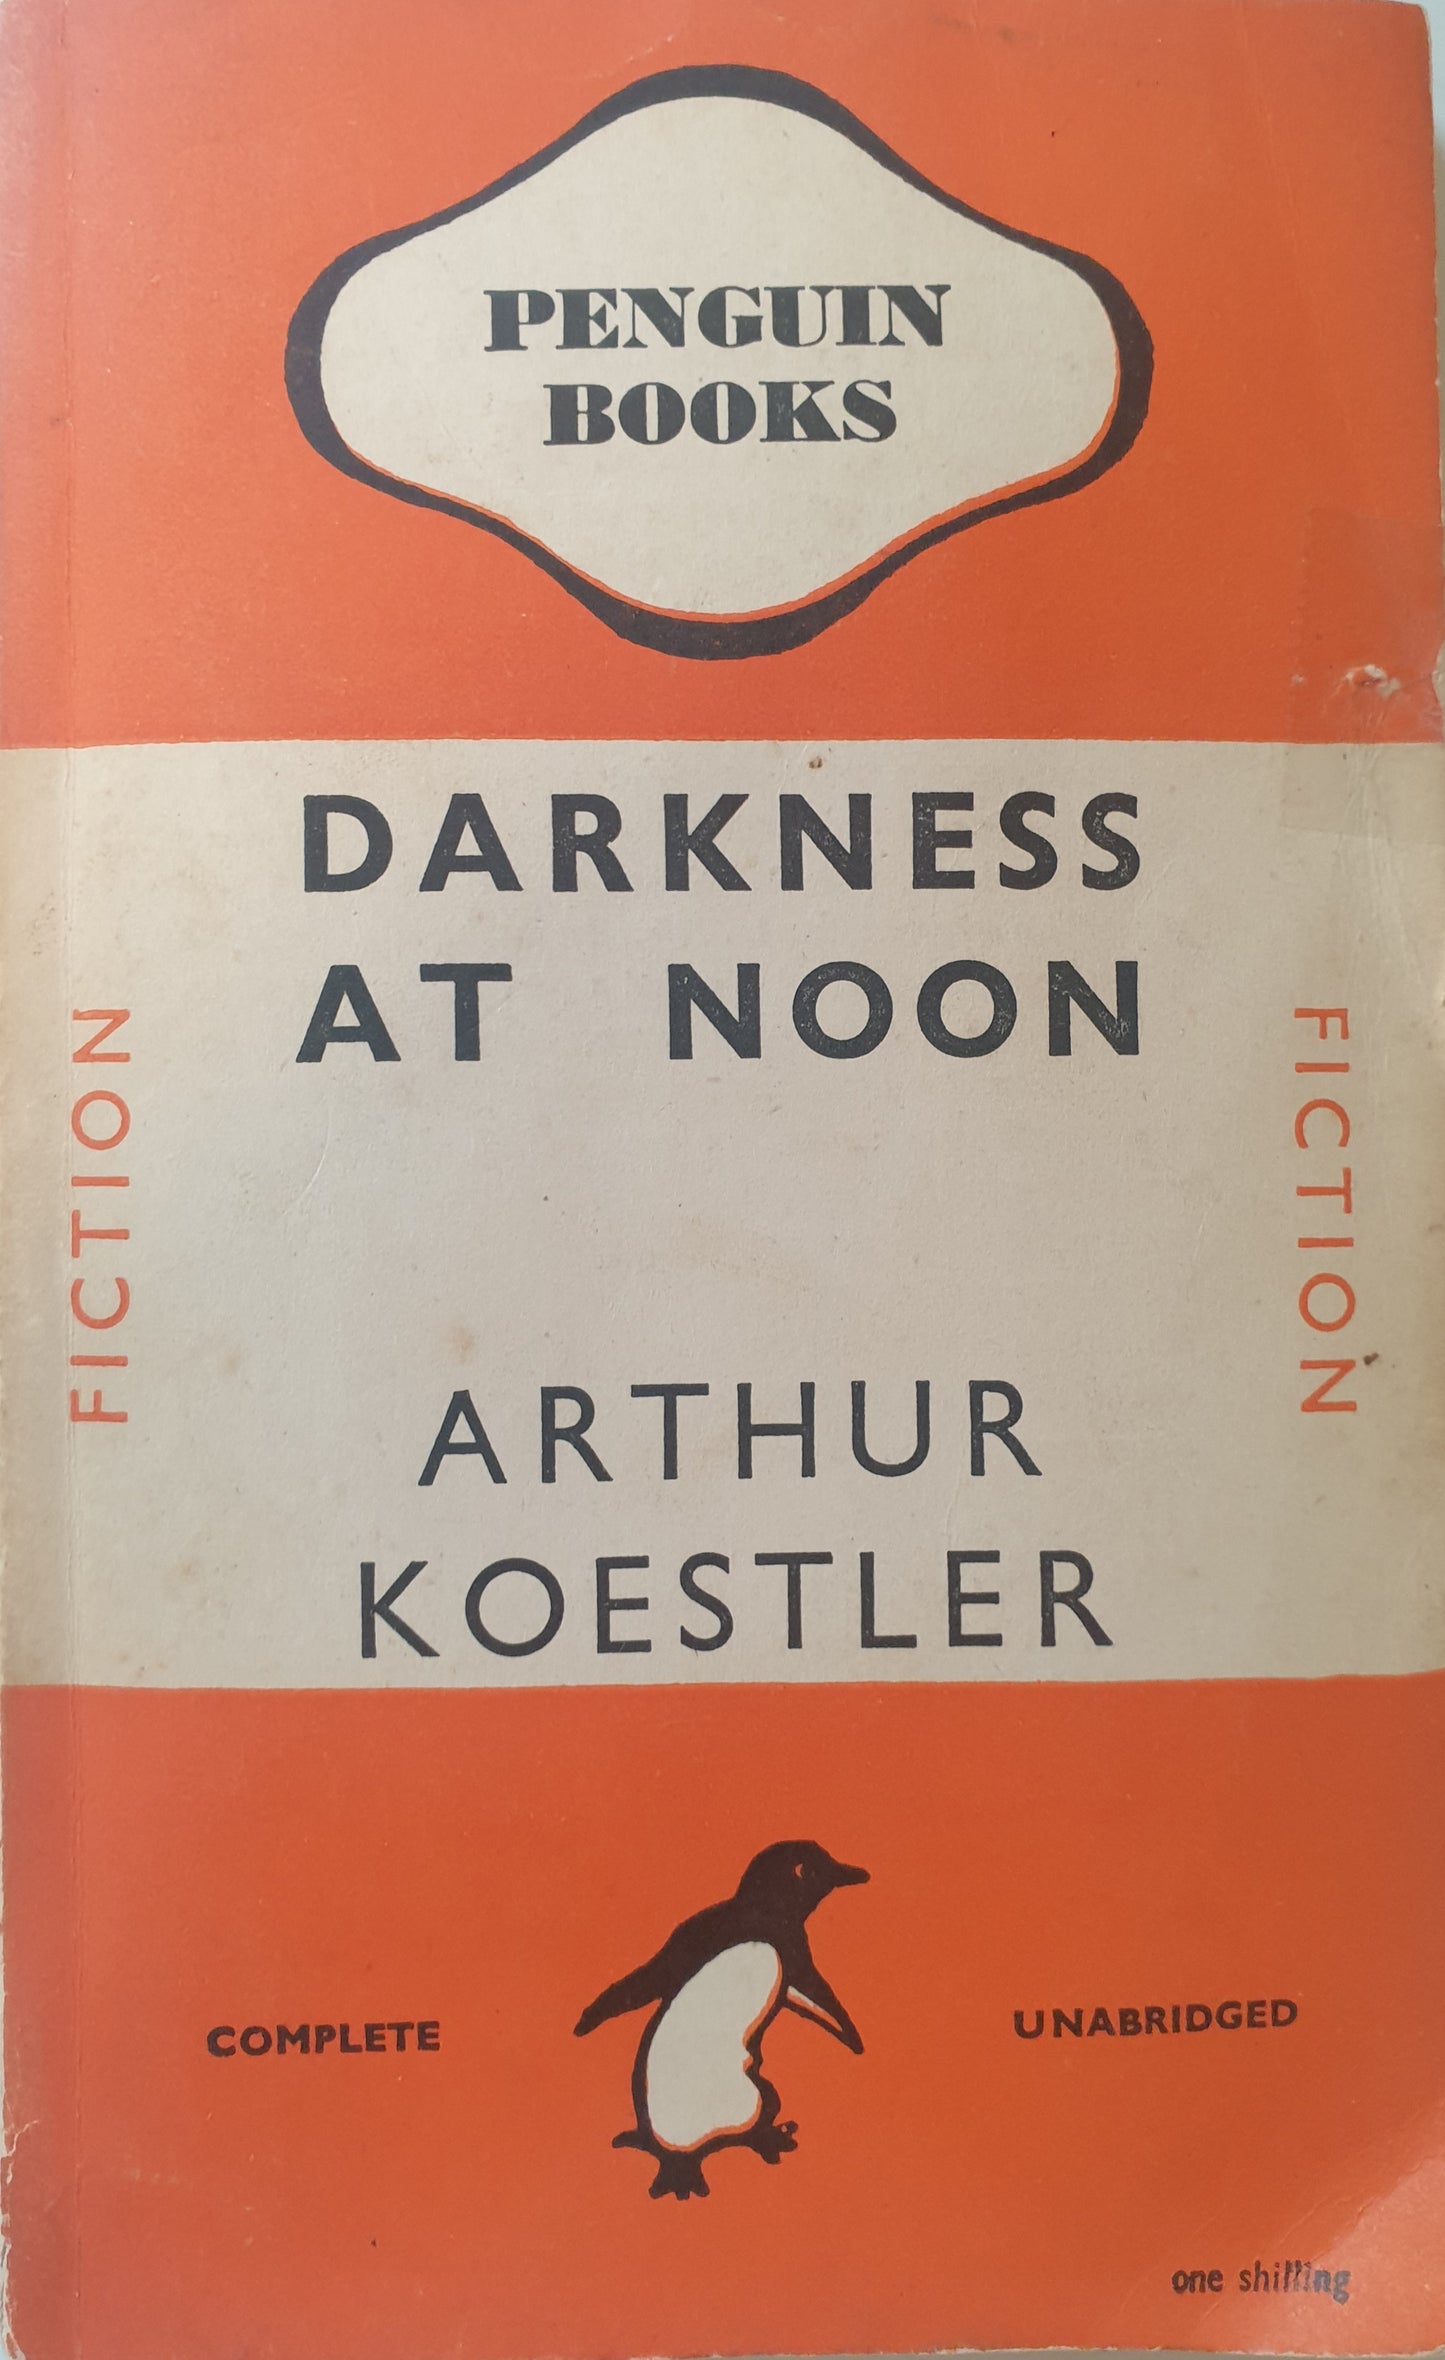 PENGUIN
BOOKS
DARKNESS
AT NOON
FICTION
FICTION
ARTHUR
KOESTLER
COMPLETE
UNABRIDGED
one shilling